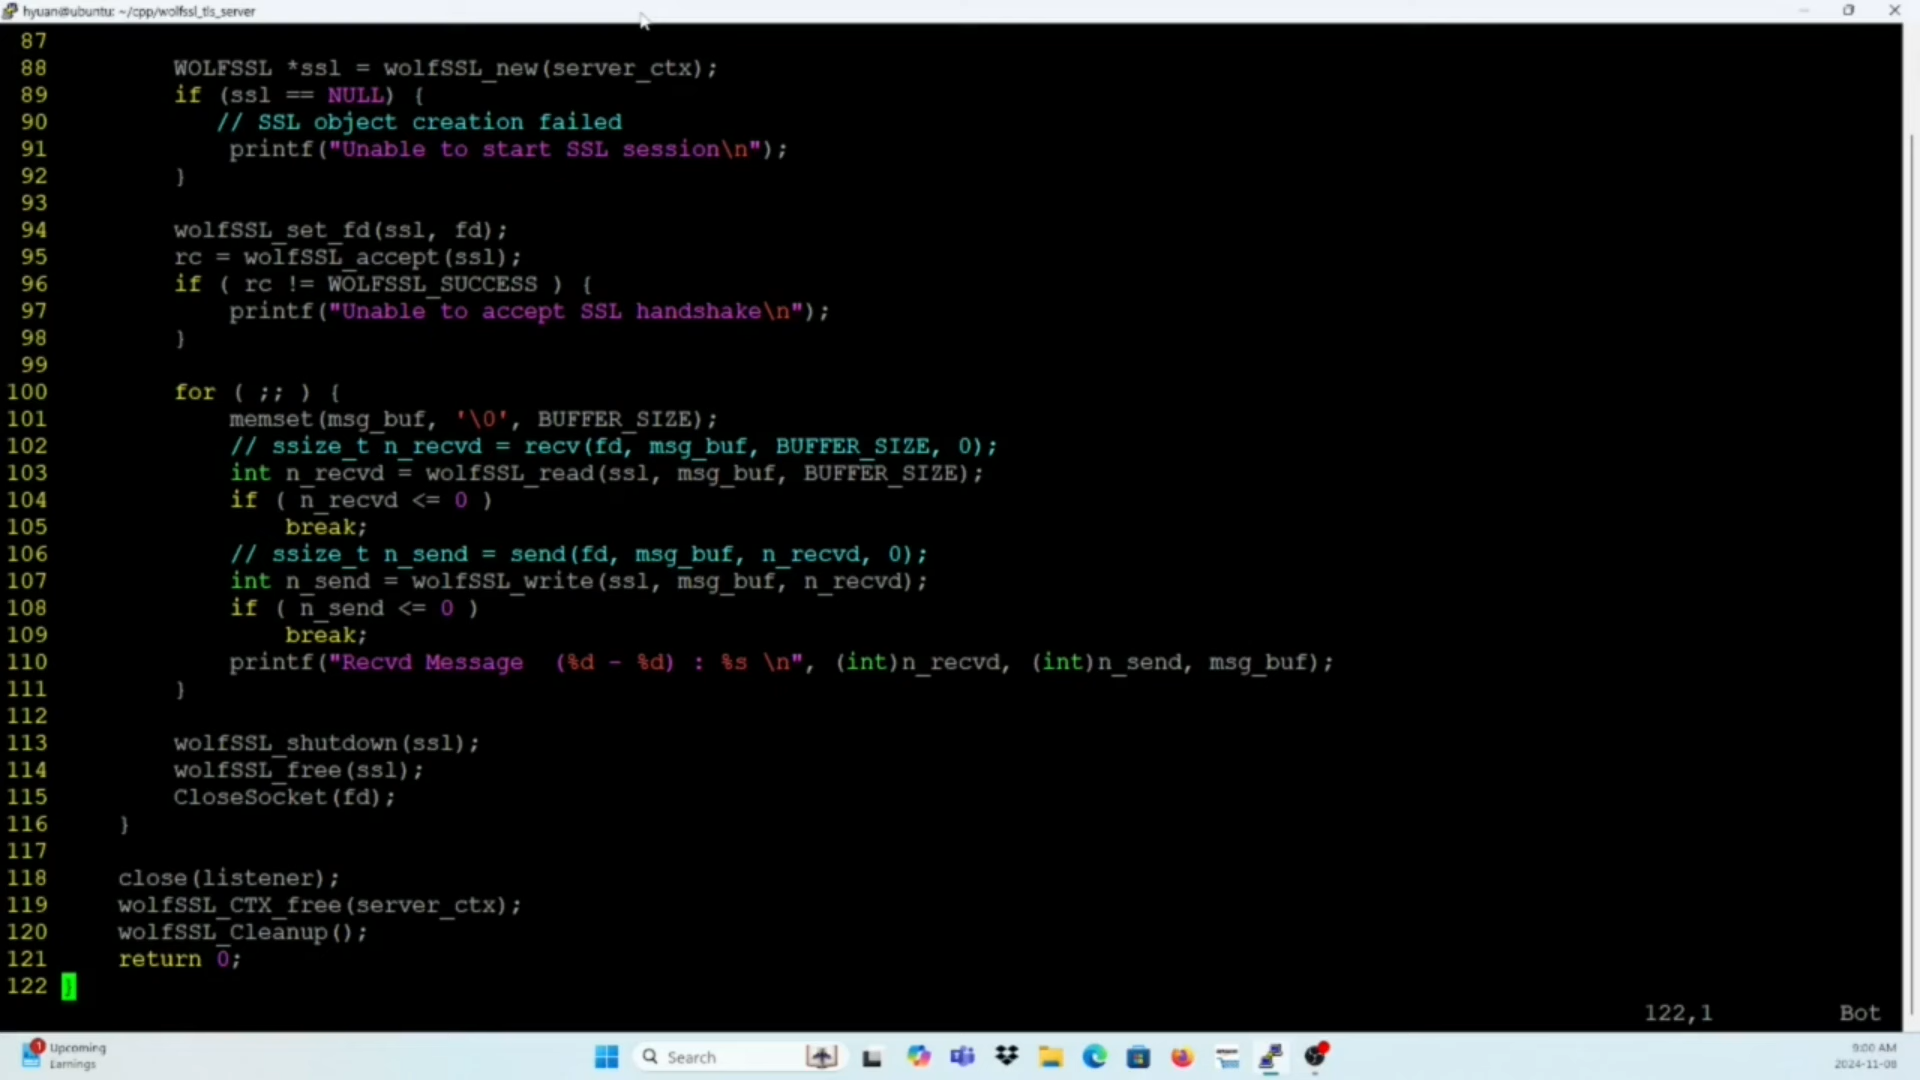 hyuan@ubuntu: ~/cpp/wolfssl_tls_server
87
88         WOLFSSL *ssl = wolfSSL_new(server_ctx);
89         if (ssl == NULL) {
90            // SSL object creation failed
91             printf("Unable to start SSL session\n");
92         }
93
94         wolfSSL_set_fd(ssl, fd);
95         rc = wolfSSL_accept(ssl);
96         if ( rc != WOLFSSL_SUCCESS ) {
97             printf("Unable to accept SSL handshake\n");
98         }
99
100         for ( ;; ) {
101             memset(msg_buf, '\0', BUFFER_SIZE);
102             // ssize_t n_recvd = recv(fd, msg_buf, BUFFER_SIZE, 0);
103             int n_recvd = wolfSSL_read(ssl, msg_buf, BUFFER_SIZE);
104             if ( n_recvd <= 0 )
105                 break;
106             // ssize_t n_send = send(fd, msg_buf, n_recvd, 0);
107             int n_send = wolfSSL_write(ssl, msg_buf, n_recvd);
108             if ( n_send <= 0 )
109                 break;
110             printf("Recvd Message  (%d - %d) : %s \n", (int)n_recvd, (int)n_send, msg_buf);
111         }
112
113         wolfSSL_shutdown(ssl);
114         wolfSSL_free(ssl);
115         CloseSocket(fd);
116     }
117
118     close(listener);
119     wolfSSL_CTX_free(server_ctx);
120     wolfSSL_Cleanup();
121     return 0;
122 }
122,1 Bot
1
Upcoming
Earnings
Search
9:00 AM
2024-11-08